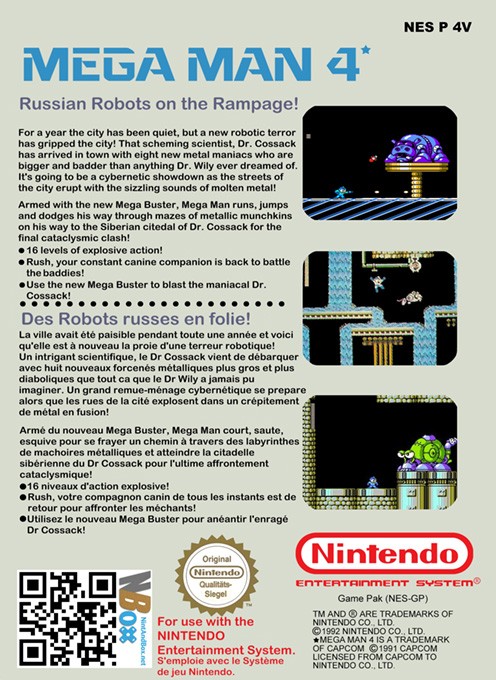 NES P 4V
MEGA MAN 4★
Russian Robots on the Rampage!
For a year the city has been quiet, but a new robotic terror
has gripped the city! That scheming scientist, Dr. Cossack
has arrived in town with eight new metal maniacs who are
bigger and badder than anything Dr. Wily ever dreamed of.
It's going to be a cybernetic showdown as the streets of
the city erupt with the sizzling sounds of molten metal!
Armed with the new Mega Buster, Mega Man runs, jumps
and dodges his way through mazes of metallic munchkins
on his way to the Siberian citedal of Dr. Cossack for the
final cataclysmic clash!
● 16 levels of explosive action!
● Rush, your constant canine companion is back to battle
the baddies!
● Use the new Mega Buster to blast the maniacal Dr.
Cossack!
Des Robots russes en folie!
La ville avait été paisible pendant toute une année et voici
qu'elle est à nouveau la proie d'une terreur robotique!
Un intrigant scientifique, le Dr Cossack vient de débarquer
avec huit nouveaux forcenés métalliques plus gros et plus
diaboliques que tout ca que le Dr Wily a jamais pu
imaginer. Un grand remue-ménage cybernétique se prepare
alors que les rues de la cité explosent dans un crépitement
de métal en fusion!
Armé du nouveau Mega Buster, Mega Man court, saute,
esquive pour se frayer un chemin à travers des labyrinthes
de machoires métalliques et atteindre la citadelle
sibérienne du Dr Cossack pour l'ultime affrontement
cataclysmique!
● 16 niveaux d'action explosive!
● Rush, votre compagnon canin de tous les instants est de
retour pour affronter les méchants!
● Utilisez le nouveau Mega Buster pour anéantir l'enragé
Dr Cossack!
NBOX
NintAndBox.net
Original
Nintendo
Qualitäts-
Siegel
TM
For use with the
NINTENDO
Entertainment System.
S'emploie avec le Système
de jeu Nintendo.
Nintendo
ENTERTAINMENT SYSTEM®
Game Pak (NES-GP)
TM AND ® ARE TRADEMARKS OF
NINTENDO CO., LTD.
©1992 NINTENDO CO., LTD.
★MEGA MAN 4 IS A TRADEMARK
OF CAPCOM ©1991 CAPCOM
LICENSED FROM CAPCOM TO
NINTENDO CO., LTD.